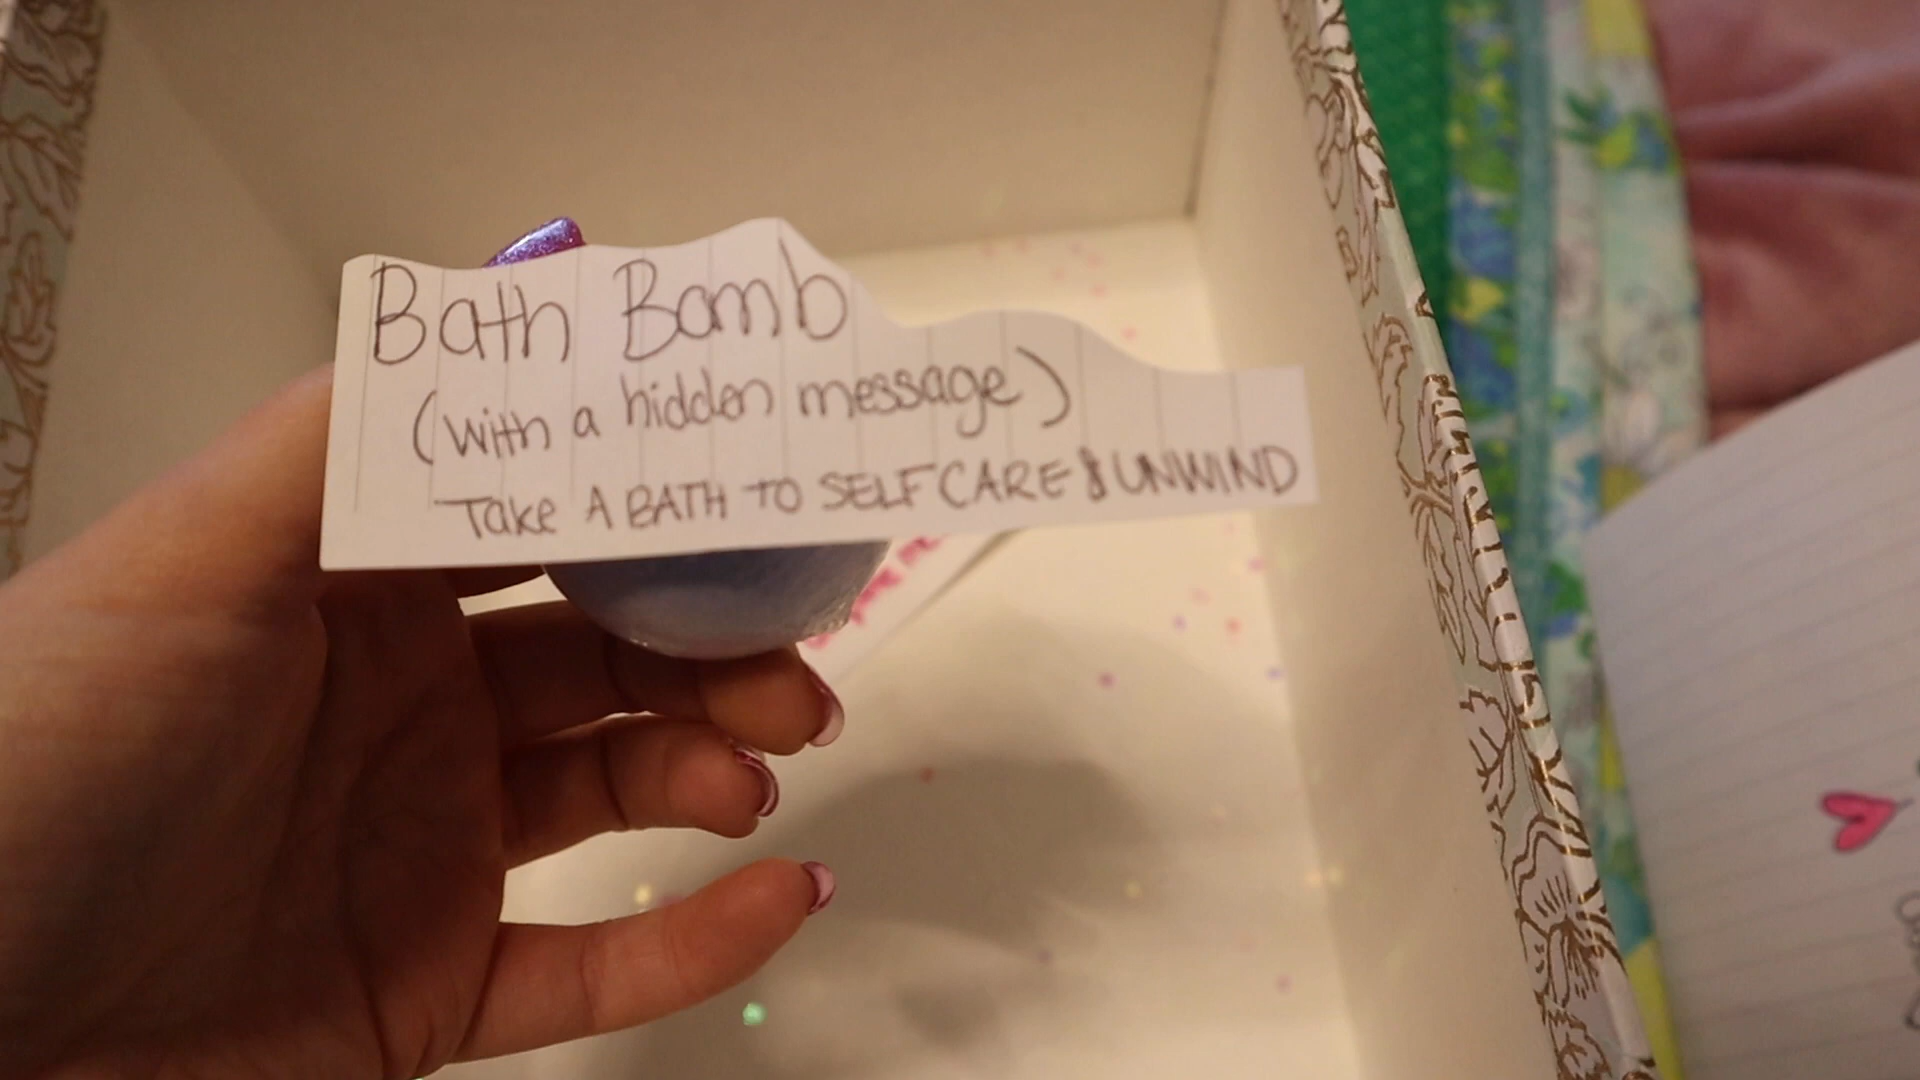 Bath Bomb
(with a hidden message)
Take A BATH TO SELF CARE & UNWIND